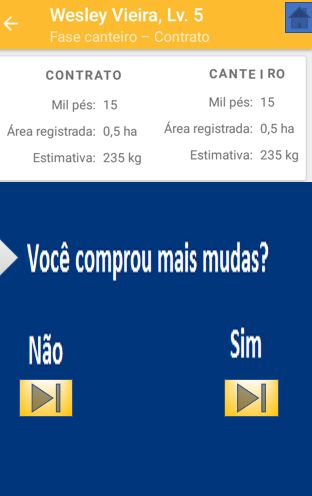 Wesley Vieira, Lv. 5
Fase canteiro – Contrato
CONTRATO
Mil pés: 15
Área registrada: 0,5 ha
Estimativa: 235 kg
CANTEIRO
Mil pés: 15
Área registrada: 0,5 ha
Estimativa: 235 kg
Você comprou mais mudas?
Não
Sim